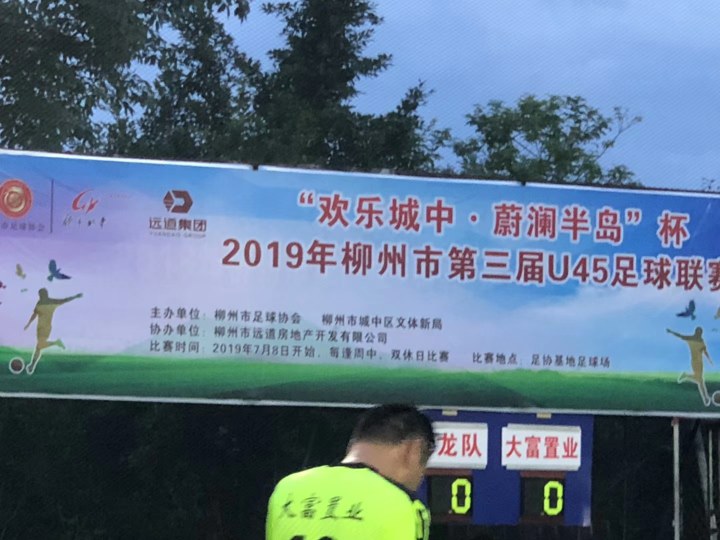 远道集团
“欢乐城中·蔚澜半岛”杯
2019年柳州市第三届U45足球联赛
主办单位：柳州市足球协会 柳州市城中区文体新局
协办单位：柳州市远道房地产开发有限公司
比赛时间：2019年7月8日开始，每逢周中、双休日比赛 比赛地点：足协基地足球场
龙队 大富置业
0 0
大富置业